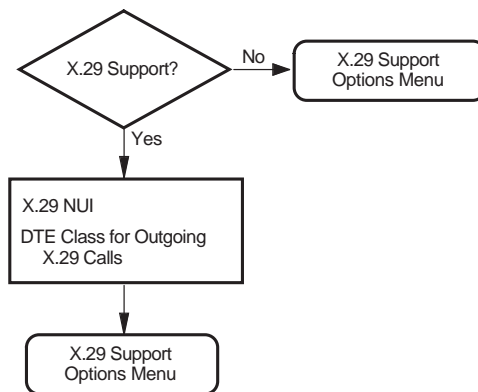 X.29 Support?
No
X.29 Support
Options Menu
Yes
X.29 NUI
DTE Class for Outgoing
X.29 Calls
X.29 Support
Options Menu